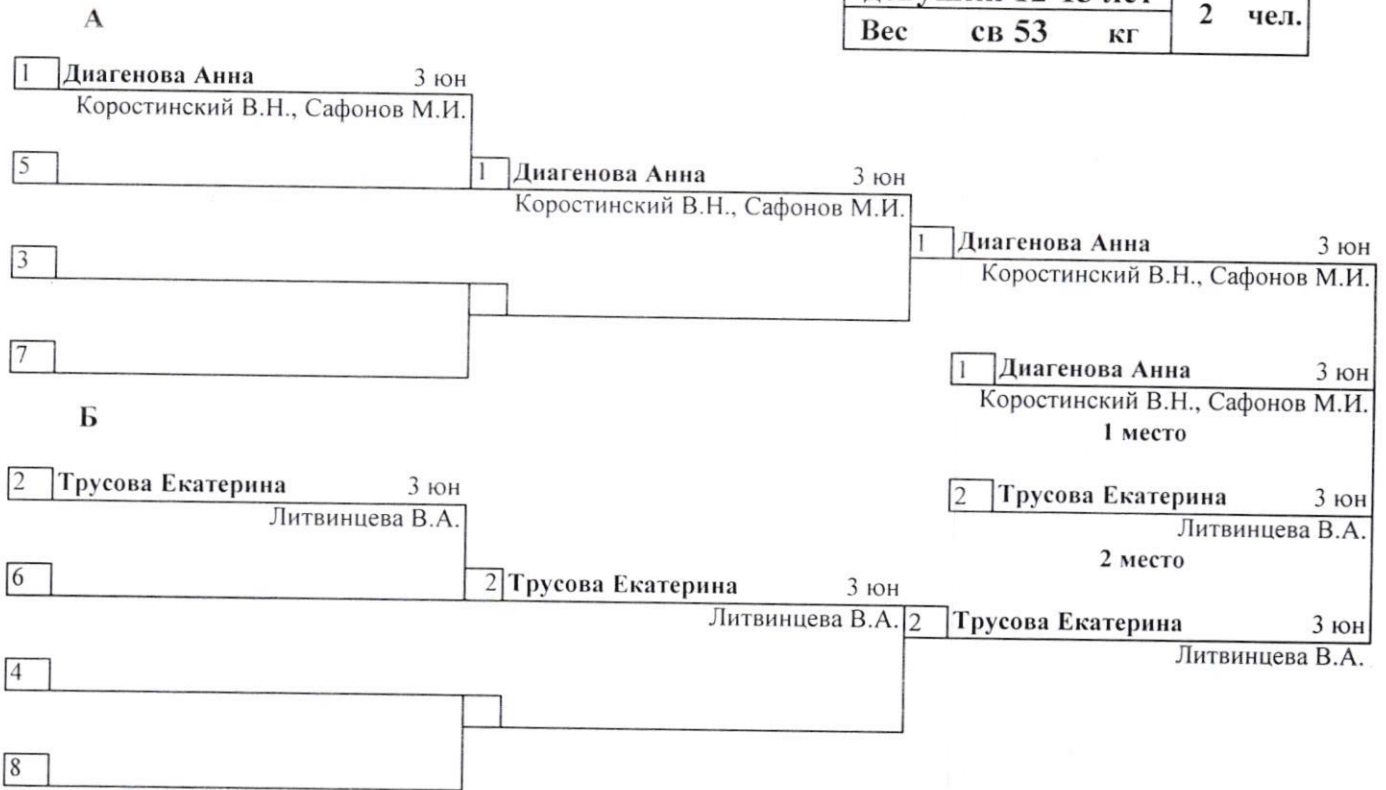 А
2 чел.
Вес св 53 кг
1 Диагенова Анна 3 юн
Коростинский В.Н., Сафонов М.И.
5
1 Диагенова Анна 3 юн
Коростинский В.Н., Сафонов М.И.
3
1 Диагенова Анна 3 юн
Коростинский В.Н., Сафонов М.И.
7
1 Диагенова Анна 3 юн
Коростинский В.Н., Сафонов М.И.
1 место
Б
2 Трусова Екатерина 3 юн
Литвинцева В.А.
2 Трусова Екатерина 3 юн
Литвинцева В.А.
2 место
6
2 Трусова Екатерина 3 юн
Литвинцева В.А.
2 Трусова Екатерина 3 юн
Литвинцева В.А.
4
8